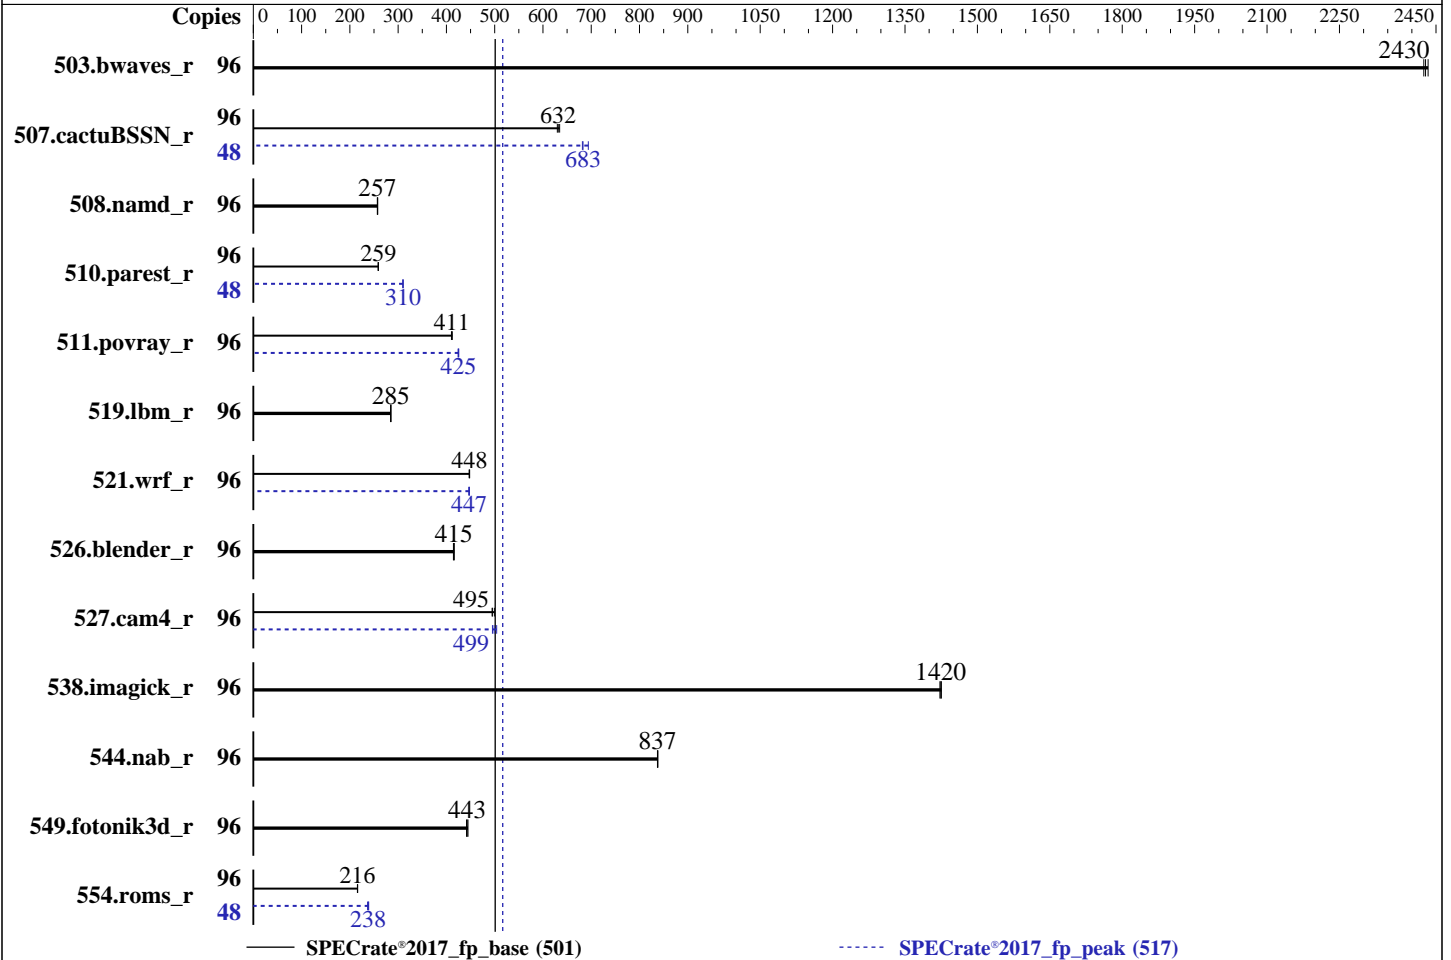 Copies 0 100 200 300 400 500 600 700 800 900 1050 1200 1350 1500 1650 1800 1950 2100 2250 2450
503.bwaves_r 96 2430
507.cactuBSSN_r 96 632
48 683
508.namd_r 96 257
510.parest_r 96 259
48 310
511.povray_r 96 411
425
519.lbm_r 96 285
521.wrf_r 96 448
447
526.blender_r 96 415
527.cam4_r 96 495
499
538.imagick_r 96 1420
544.nab_r 96 837
549.fotonik3d_r 96 443
554.roms_r 96 216
48 238
SPECrate®2017_fp_base (501) SPECrate®2017_fp_peak (517)